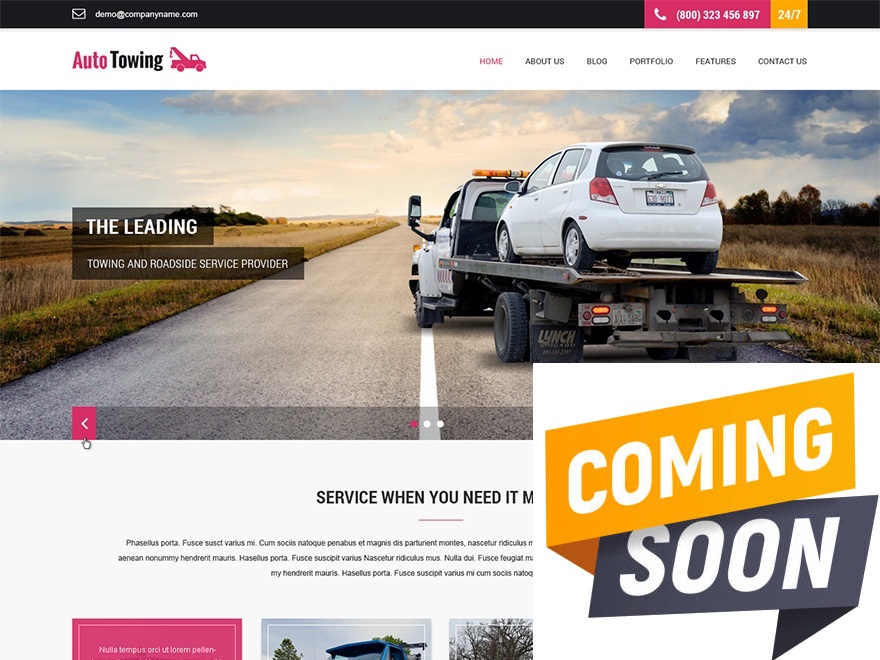 demo@companyname.com
(800) 323 456 897
24/7
Auto Towing
HOME
ABOUT US
BLOG
PORTFOLIO
FEATURES
CONTACT US
THE LEADING
TOWING AND ROADSIDE SERVICE PROVIDER
LYNCH
SERVICE WHEN YOU NEED IT M
Phasellus porta. Fusce susct varius mi. Cum sociis natoque penabus et magnis dis parturient montes, nascetur ridiculus m
aenean nonummy hendrerit mauris. Hasellus porta. Fusce suscipit varius Nascetur ridiculus mus. Nulla dui. Fusce feugiat ma
my hendrerit mauris. Hasellus porta. Fusce suscipit varius mi cum sociis natoq
COMING
SOON
Nulla tempus orci ut lorem pellen-